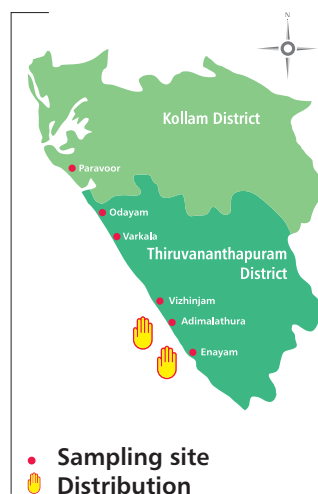 N
Kollam District
Paravoor
Odayam
Varkala
Thiruvananthapuram
District
Vizhinjam
Adimalathura
Enayam
Sampling site
Distribution